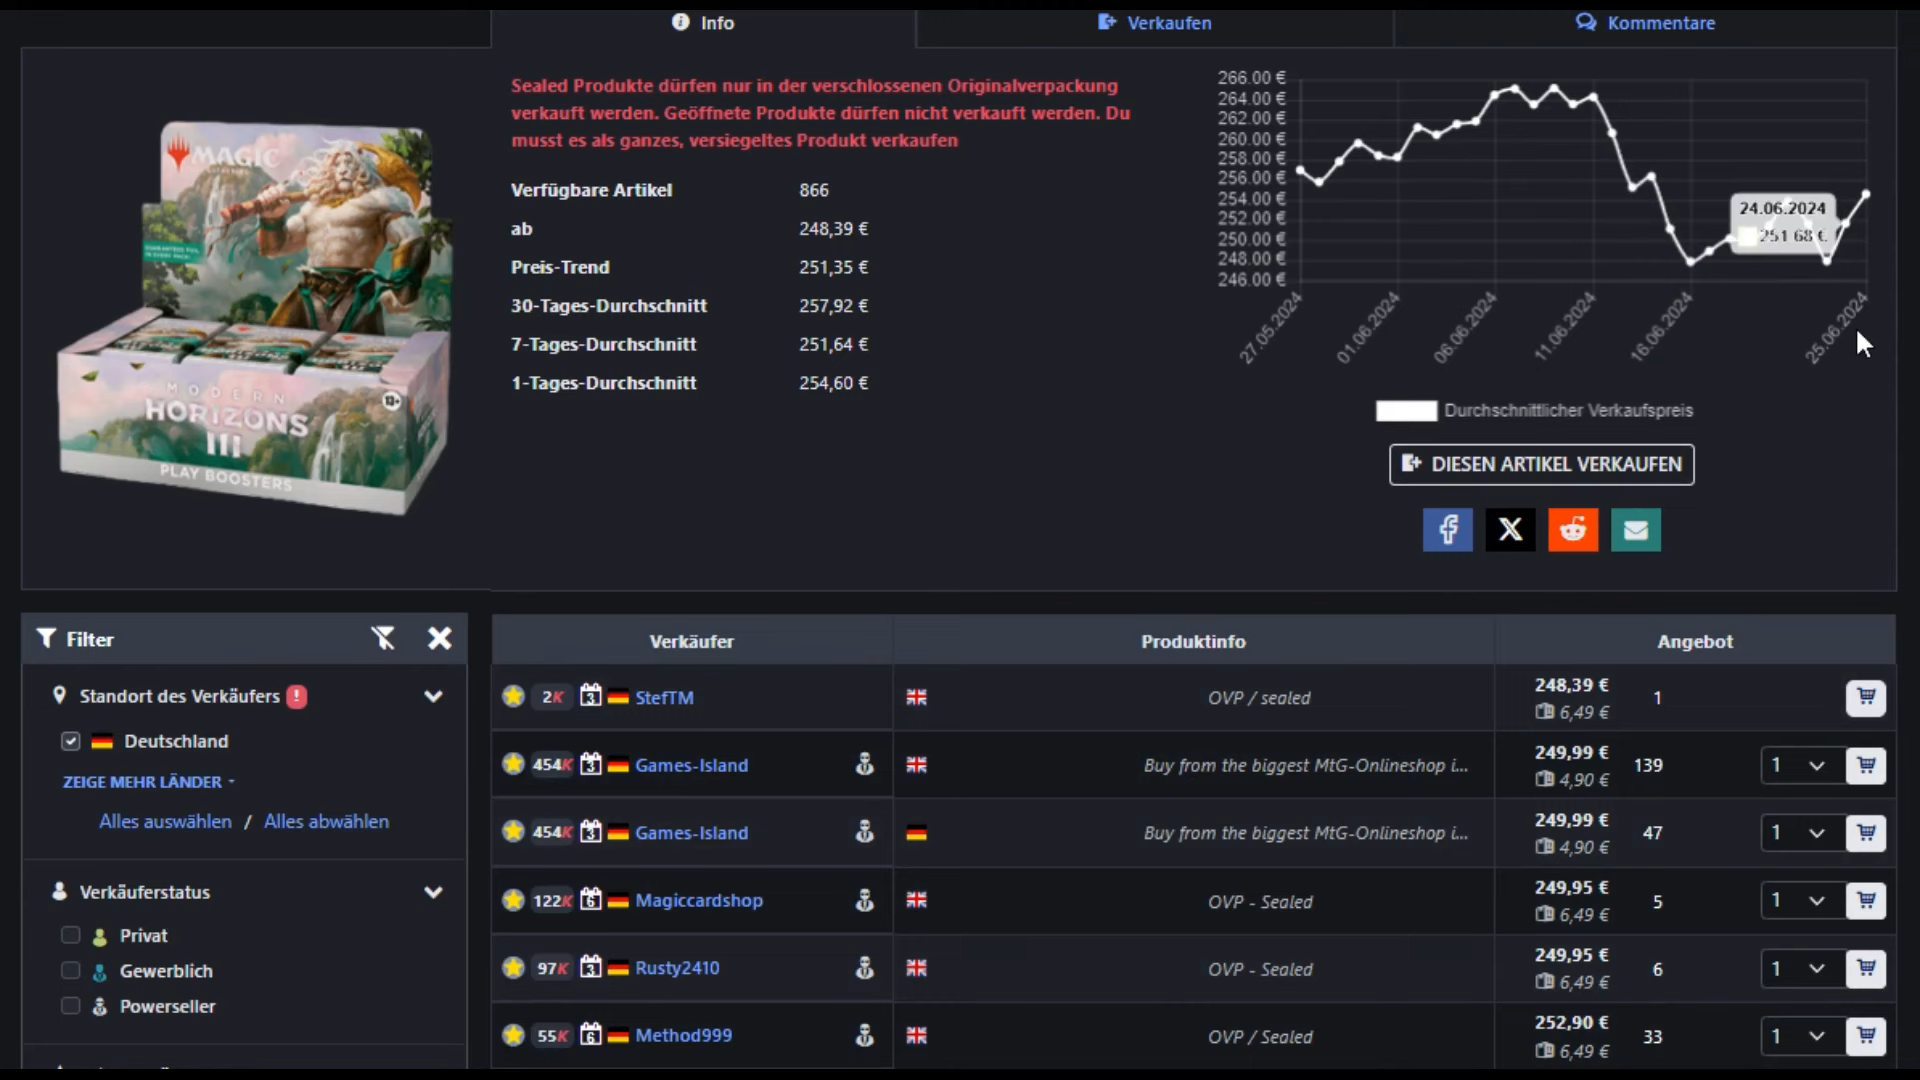 Info
Verkaufen
Kommentare
Sealed Produkte dürfen nur in der verschlossenen Originalverpackung
verkauft werden. Geöffnete Produkte dürfen nicht verkauft werden. Du
musst es als ganzes, versiegeltes Produkt verkaufen
Verfügbare Artikel 866
ab 248,39 €
Preis-Trend 251,35 €
30-Tages-Durchschnitt 257,92 €
7-Tages-Durchschnitt 251,64 €
1-Tages-Durchschnitt 254,60 €
MAGIC
MODERN
HORIZONS
III
PLAY BOOSTERS
13+
266.00 €
264.00 €
262.00 €
260.00 €
258.00 €
256.00 €
254.00 €
252.00 €
250.00 €
248.00 €
246.00 €
24.06.2024
251.68 €
27.05.2024
01.06.2024
06.06.2024
11.06.2024
16.06.2024
25.06.2024
Durchschnittlicher Verkaufspreis
DIESEN ARTIKEL VERKAUFEN
Filter
Standort des Verkäufers !
Deutschland
ZEIGE MEHR LÄNDER
Alles auswählen / Alles abwählen
Verkäuferstatus
Privat
Gewerblich
Powerseller
Verkäufer Produktinfo Angebot
2K 3 StefTM OVP / sealed 248,39 € 1
6,49 €
454K 3 Games-Island Buy from the biggest MtG-Onlineshop i... 249,99 € 139 1
4,90 €
454K 3 Games-Island Buy from the biggest MtG-Onlineshop i... 249,99 € 47 1
4,90 €
122K 6 Magiccardshop OVP - Sealed 249,95 € 5 1
6,49 €
97K 3 Rusty2410 OVP - Sealed 249,95 € 6 1
6,49 €
55K 6 Method999 OVP / Sealed 252,90 € 33 1
6,49 €